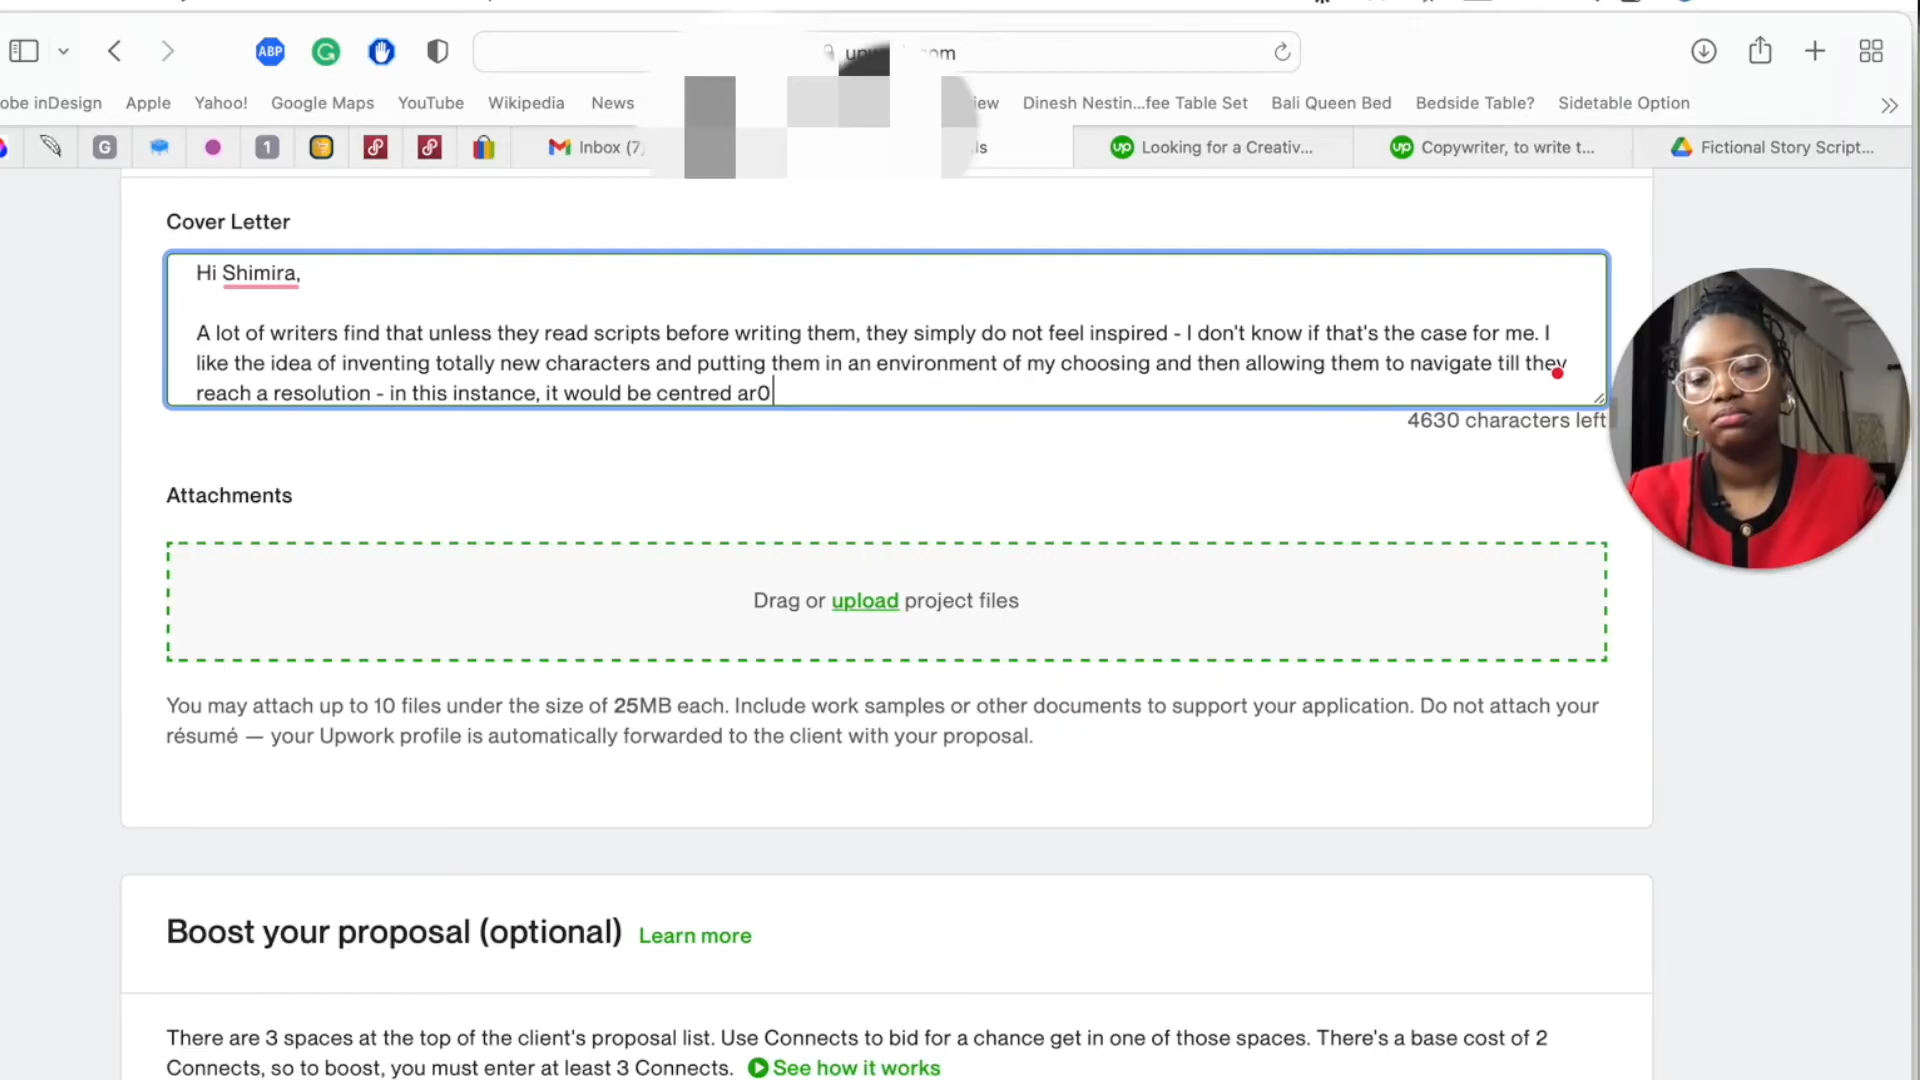 ABP
obe inDesign Apple Yahoo! Google Maps YouTube Wikipedia News Dinesh Nestin...fee Table Set Bali Queen Bed Bedside Table? Sidetable Option
G 1 Inbox (7) up Looking for a Creativ... up Copywriter, to write t... Fictional Story Script...
Cover Letter
Hi Shimira,
A lot of writers find that unless they read scripts before writing them, they simply do not feel inspired - I don't know if that's the case for me. I
like the idea of inventing totally new characters and putting them in an environment of my choosing and then allowing them to navigate till they
reach a resolution - in this instance, it would be centred ar0
4630 characters left
Attachments
Drag or upload project files
You may attach up to 10 files under the size of 25MB each. Include work samples or other documents to support your application. Do not attach your
résumé — your Upwork profile is automatically forwarded to the client with your proposal.
Boost your proposal (optional) Learn more
There are 3 spaces at the top of the client's proposal list. Use Connects to bid for a chance get in one of those spaces. There's a base cost of 2
Connects, so to boost, you must enter at least 3 Connects. See how it works